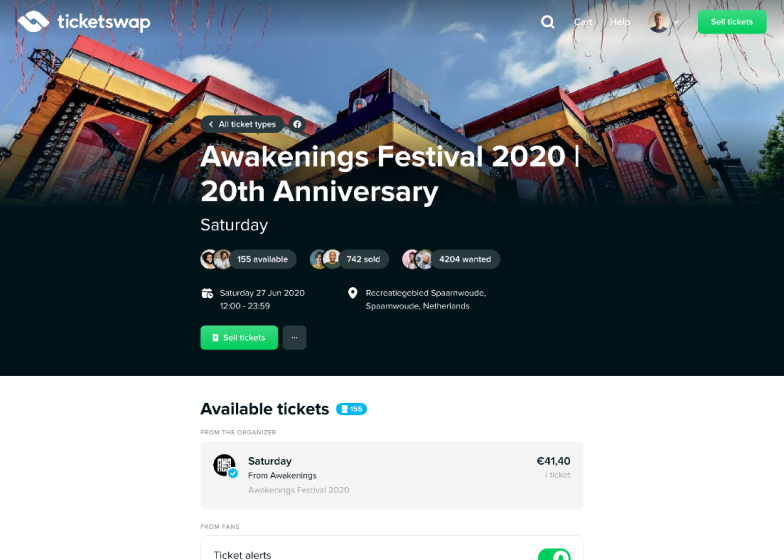 ticketswap
Cart
Help
Sell tickets
All ticket types
Awakenings Festival 2020 |
20th Anniversary
Saturday
155 available
742 sold
4204 wanted
Saturday 27 Jun 2020
12:00 - 23:59
Recreatiegebied Spaarnwoude,
Spaarnwoude, Netherlands
Sell tickets
...
Available tickets
155
FROM THE ORGANIZER
Saturday
€41,40
From Awakenings
/ ticket
Awakenings Festival 2020
FROM FANS
Ticket alerts